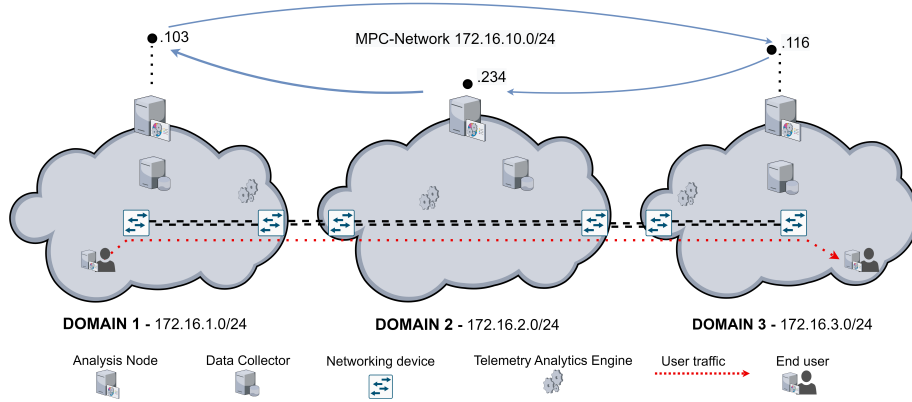 .103
MPC-Network 172.16.10.0/24
.116
.234
DOMAIN 1 - 172.16.1.0/24
DOMAIN 2 - 172.16.2.0/24
DOMAIN 3 - 172.16.3.0/24
Analysis Node
Data Collector
Networking device
Telemetry Analytics Engine
User traffic
End user